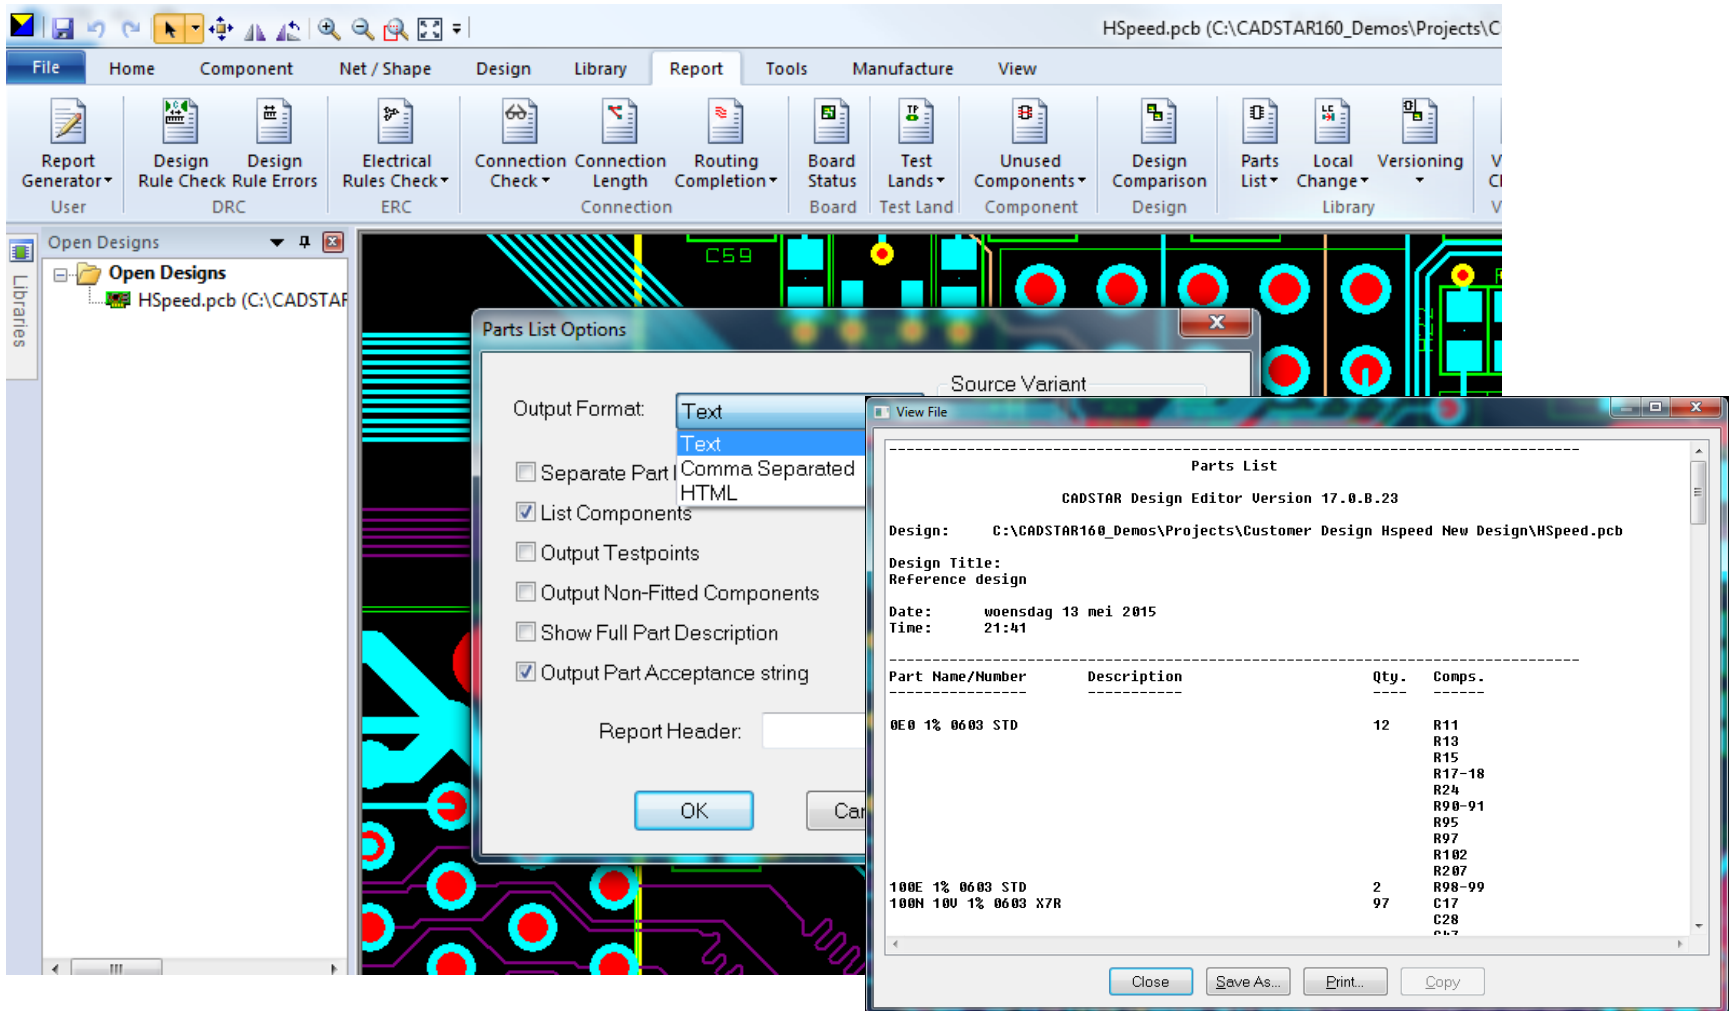 HSpeed.pcb (C:\CADSTAR160_Demos\Projects\C
File Home Component Net / Shape Design Library Report Tools Manufacture View
Report Generator
Design Rule Check
Design Rule Errors
Electrical Rules Check
Connection Check
Connection Length
Routing Completion
Board Status
Test Lands
Unused Components
Design Comparison
Parts List
Local Change
Versioning
User DRC ERC Connection Board Test Land Component Design Library
Libraries
Open Designs
Open Designs
HSpeed.pcb (C:\CADSTAR
C59
Parts List Options
Source Variant
Output Format: Text
Text
Comma Separated
HTML
Separate Part
List Components
Output Testpoints
Output Non-Fitted Components
Show Full Part Description
Output Part Acceptance string
Report Header:
OK Can
View File
Parts List
CADSTAR Design Editor Version 17.0.B.23
Design: C:\CADSTAR160_Demos\Projects\Customer Design Hspeed New Design\HSpeed.pcb
Design Title:
Reference design
Date: woensdag 13 mei 2015
Time: 21:41
Part Name/Number Description Qty. Comps.
0E0 1% 0603 STD 12 R11
R13
R15
R17-18
R24
R90-91
R95
R97
R102
R207
100E 1% 0603 STD 2 R98-99
100N 10V 1% 0603 X7R 97 C17
C28
C47
Close Save As... Print... Copy